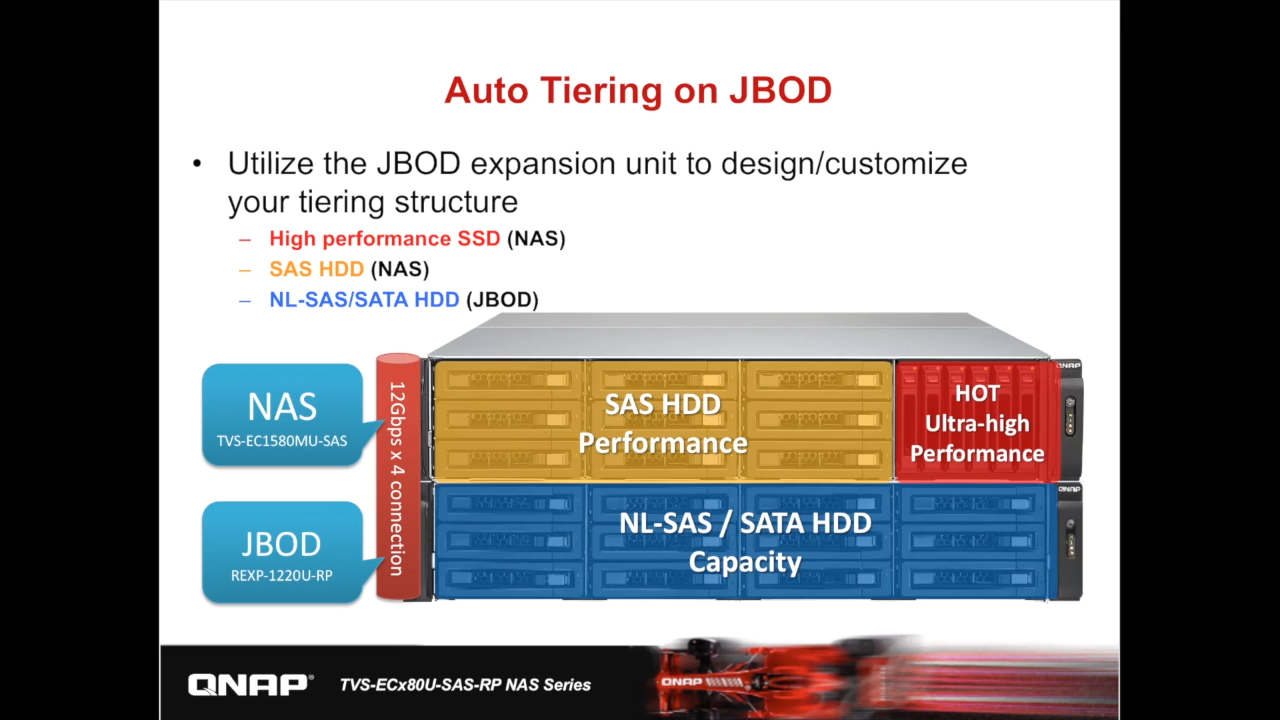 Auto Tiering on JBOD
• Utilize the JBOD expansion unit to design/customize
your tiering structure
– High performance SSD (NAS)
– SAS HDD (NAS)
– NL-SAS/SATA HDD (JBOD)
NAS
TVS-EC1580MU-SAS
JBOD
REXP-1220U-RP
12Gbps x 4 connection
SAS HDD
Performance
HOT
Ultra-high
Performance
QNAP
NL-SAS / SATA HDD
Capacity
QNAP
QNAP®
TVS-ECx80U-SAS-RP NAS Series
QNAP